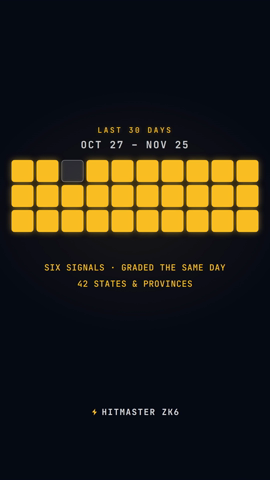 LAST 30 DAYS
OCT 27 – NOV 25
SIX SIGNALS · GRADED THE SAME DAY
42 STATES & PROVINCES
HITMASTER ZK6